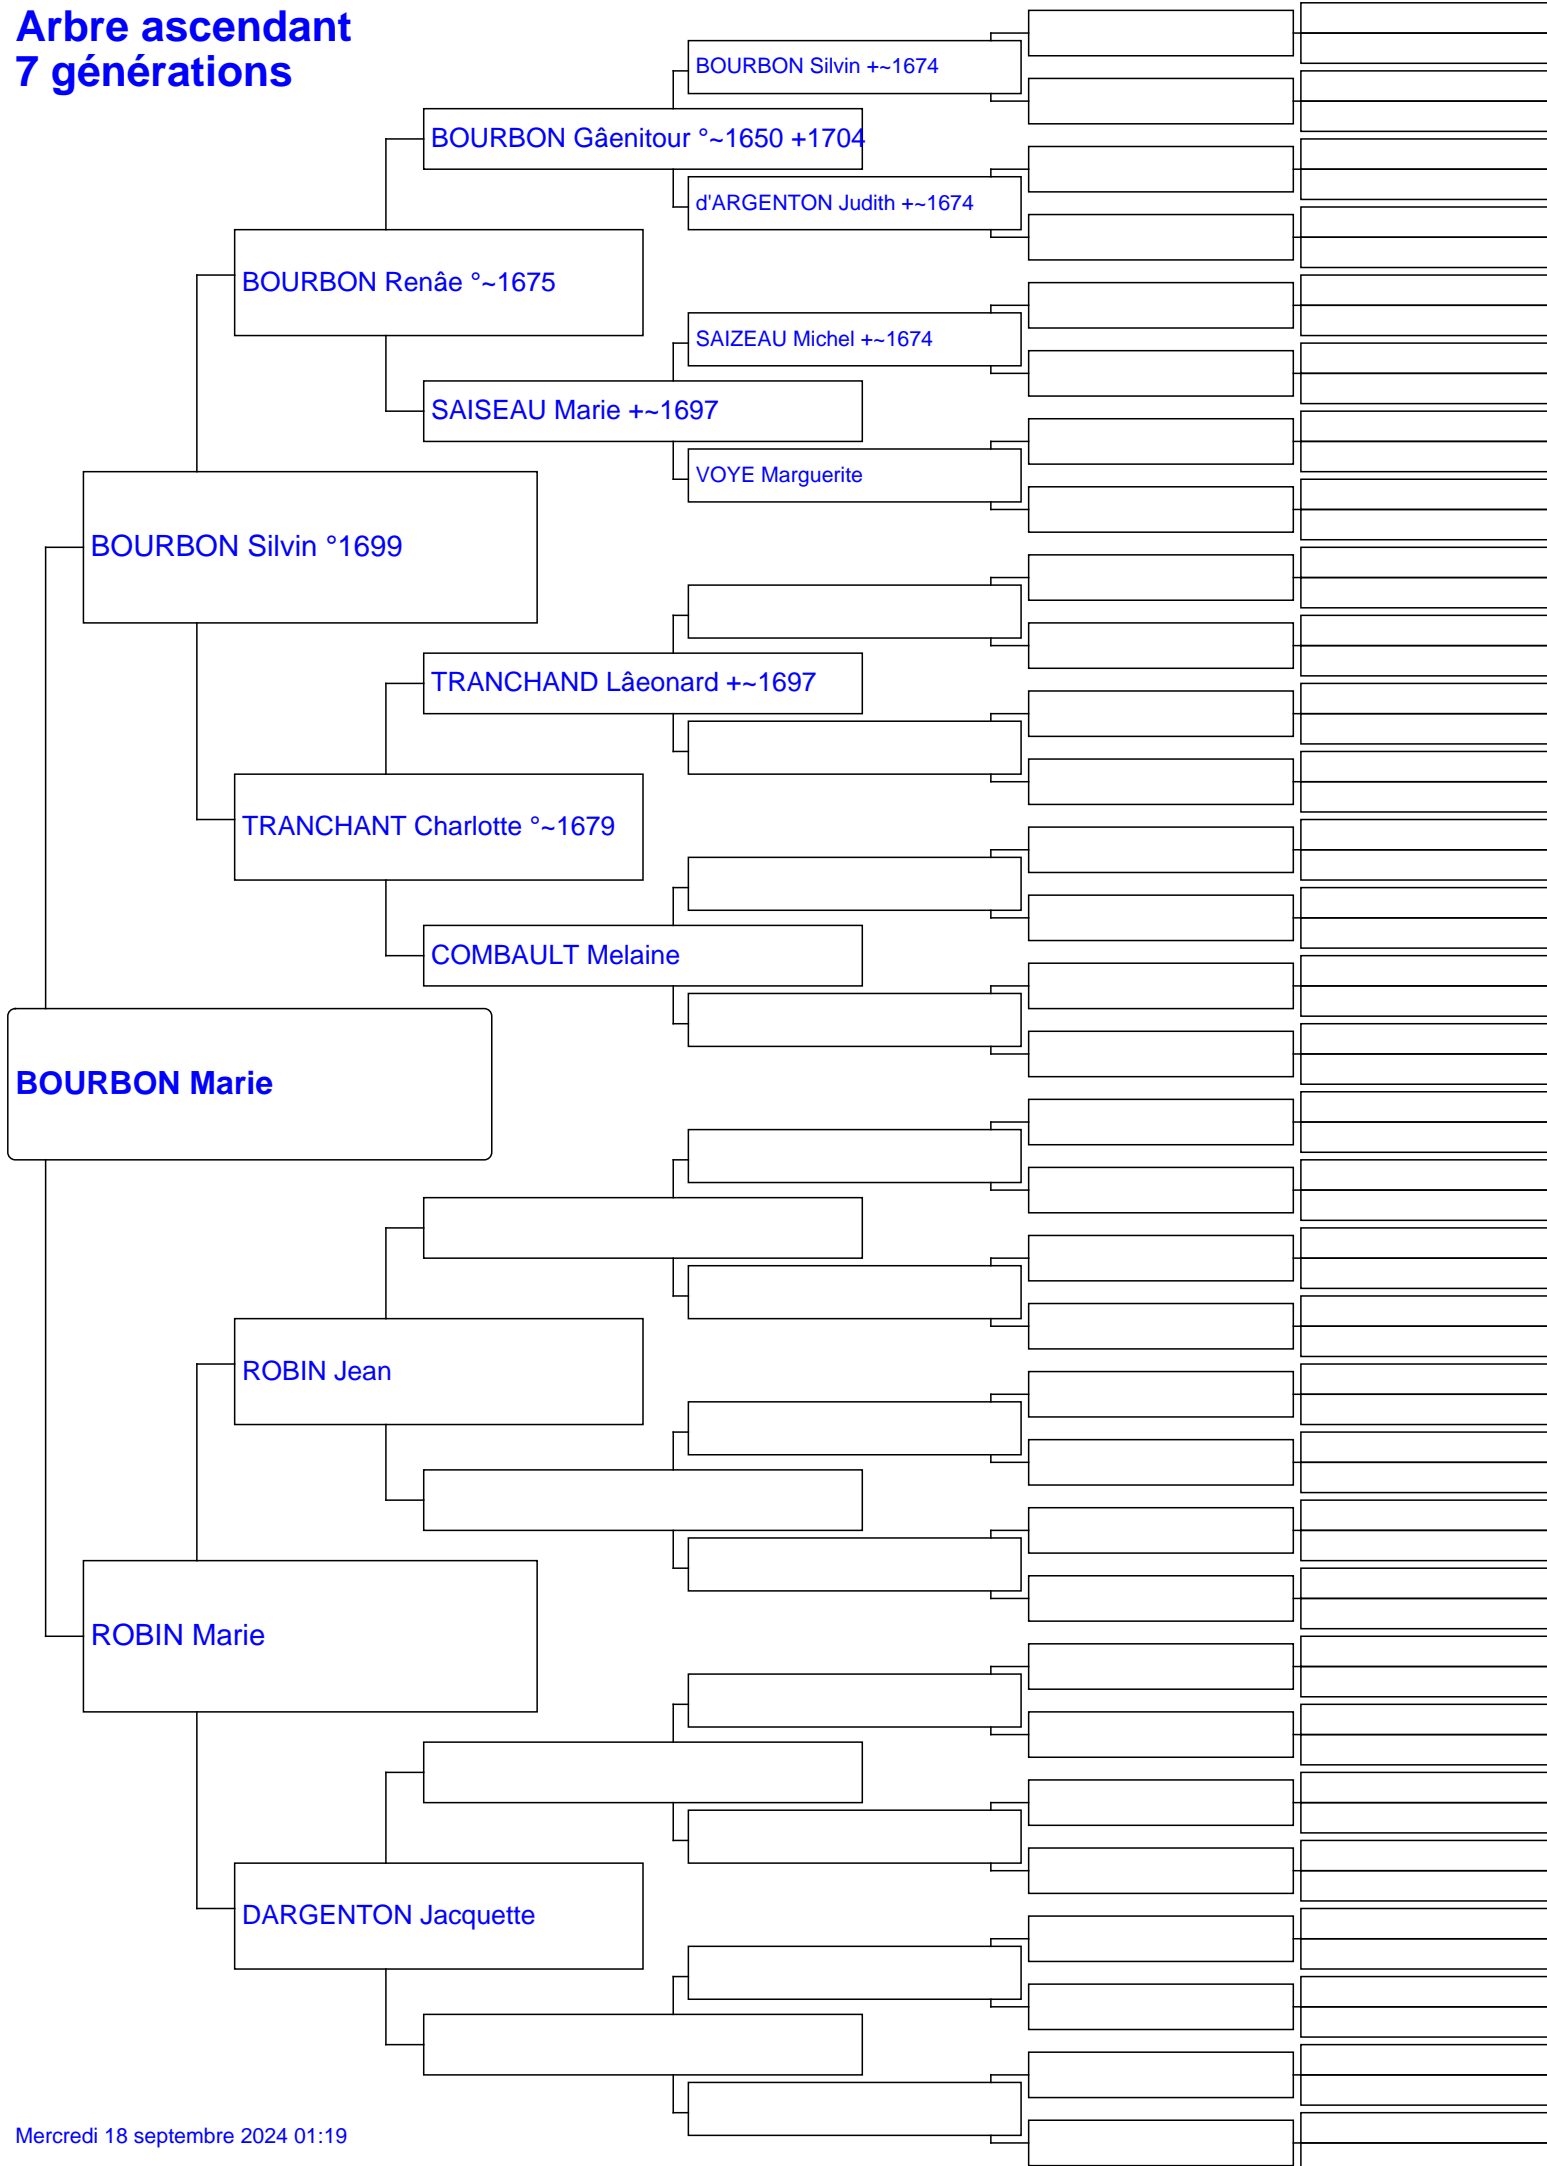 Arbre ascendant
7 générations
BOURBON Silvin +~1674
BOURBON Gâenitour °~1650 +1704
d'ARGENTON Judith +~1674
BOURBON Renâe °~1675
SAIZEAU Michel +~1674
SAISEAU Marie +~1697
VOYE Marguerite
BOURBON Silvin °1699
TRANCHAND Lâeonard +~1697
TRANCHANT Charlotte °~1679
COMBAULT Melaine
BOURBON Marie
ROBIN Jean
ROBIN Marie
DARGENTON Jacquette
Mercredi 18 septembre 2024 01:19